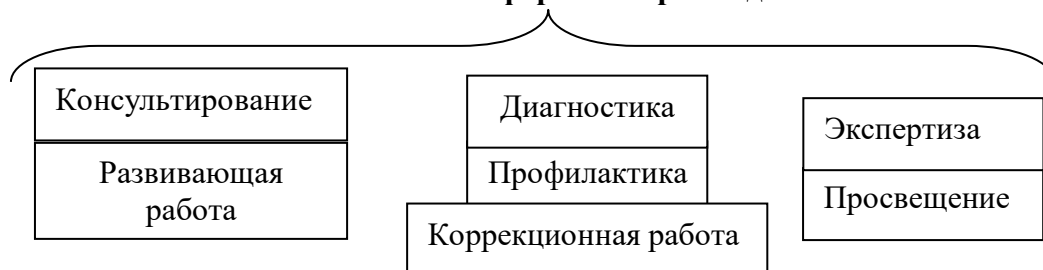 Консультирование
Развивающая
работа
Диагностика
Профилактика
Коррекционная работа
Экспертиза
Просвещение